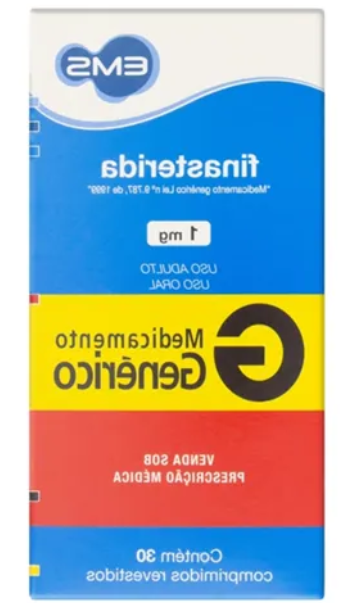 EMS
finasterida
"Medicamento genérico Lei nº 9.787, de 1999"
1 mg
USO ADULTO
USO ORAL
G
Medicamento
Genérico
VENDA SOB
PRESCRIÇÃO MÉDICA
Contém 30
comprimidos revestidos